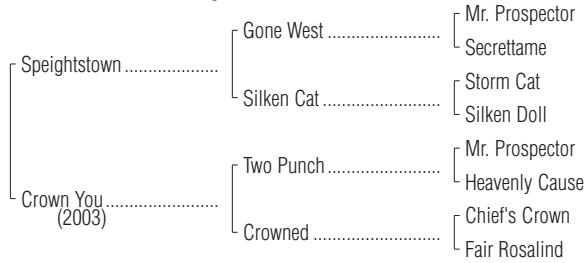 Mr. Prospector
Gone West
Secrettame
Speightstown
Storm Cat
Silken Cat
Silken Doll
Mr. Prospector
Two Punch
Heavenly Cause
Crown You
(2003)
Chief's Crown
Crowned
Fair Rosalind